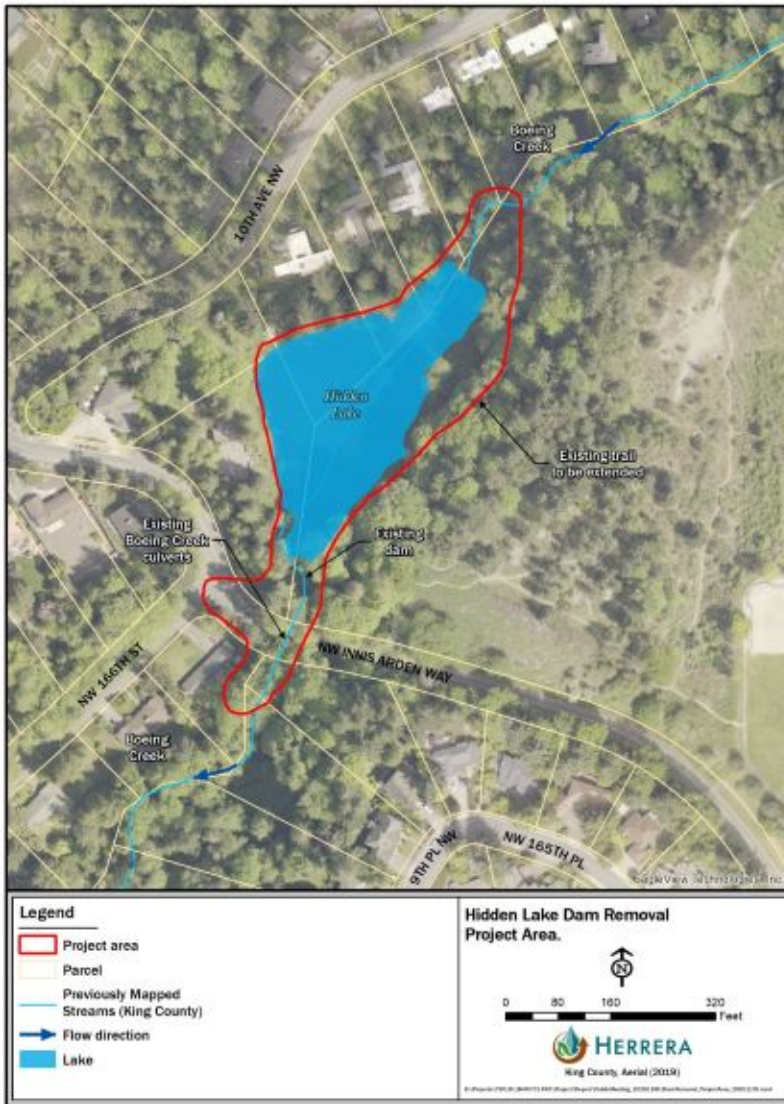 Boeing
Creek
10TH AVE NW
Hidden
Lake
Existing trail
to be extended
Existing
Boeing Creek
culverts
Existing
dam
NW INNIS ARDEN WAY
NW 166TH ST
Boeing
Creek
9TH PL NW
NW 165TH PL
EagleView Technologies, Inc.
Legend
Project area
Parcel
Previously Mapped
Streams (King County)
Flow direction
Lake
Hidden Lake Dam Removal
Project Area.
N
0 80 160 320
Feet
HERRERA
King County, Aerial (2019)